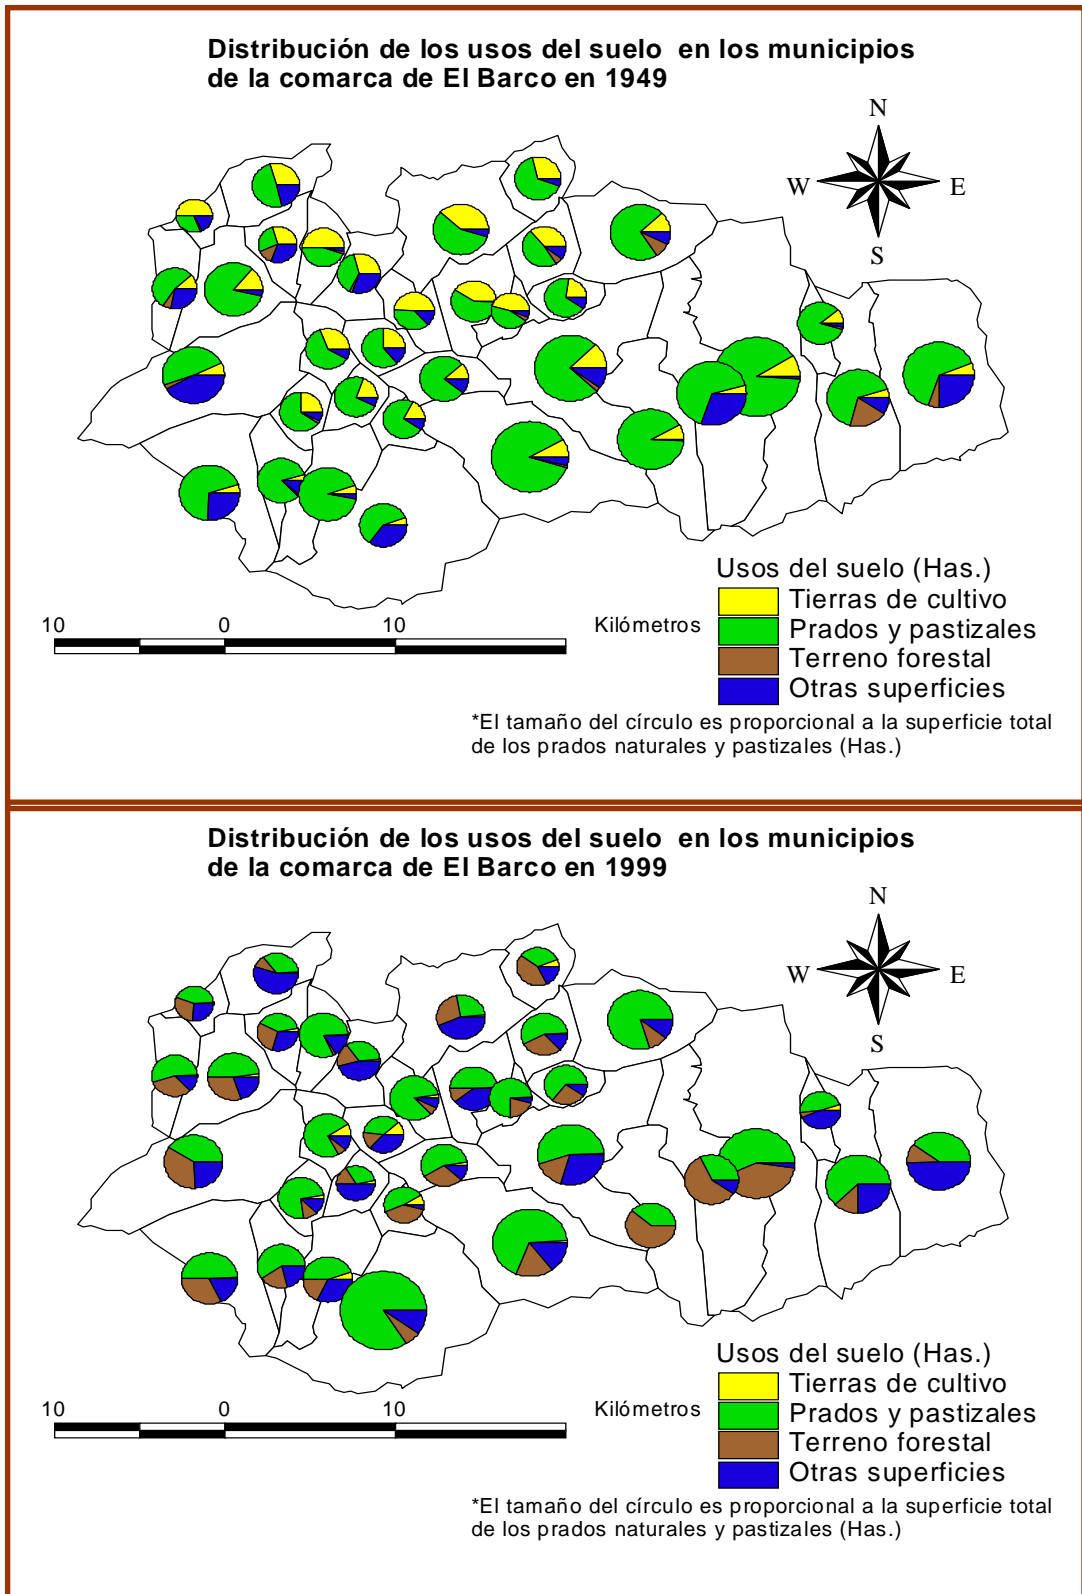 Distribución de los usos del suelo en los municipios
de la comarca de El Barco en 1949
N
W E
S
Usos del suelo (Has.)
Tierras de cultivo
Prados y pastizales
Terreno forestal
Otras superficies
10 0 10 Kilómetros
*El tamaño del círculo es proporcional a la superficie total
de los prados naturales y pastizales (Has.)
Distribución de los usos del suelo en los municipios
de la comarca de El Barco en 1999
N
W E
S
Usos del suelo (Has.)
Tierras de cultivo
Prados y pastizales
Terreno forestal
Otras superficies
10 0 10 Kilómetros
*El tamaño del círculo es proporcional a la superficie total
de los prados naturales y pastizales (Has.)